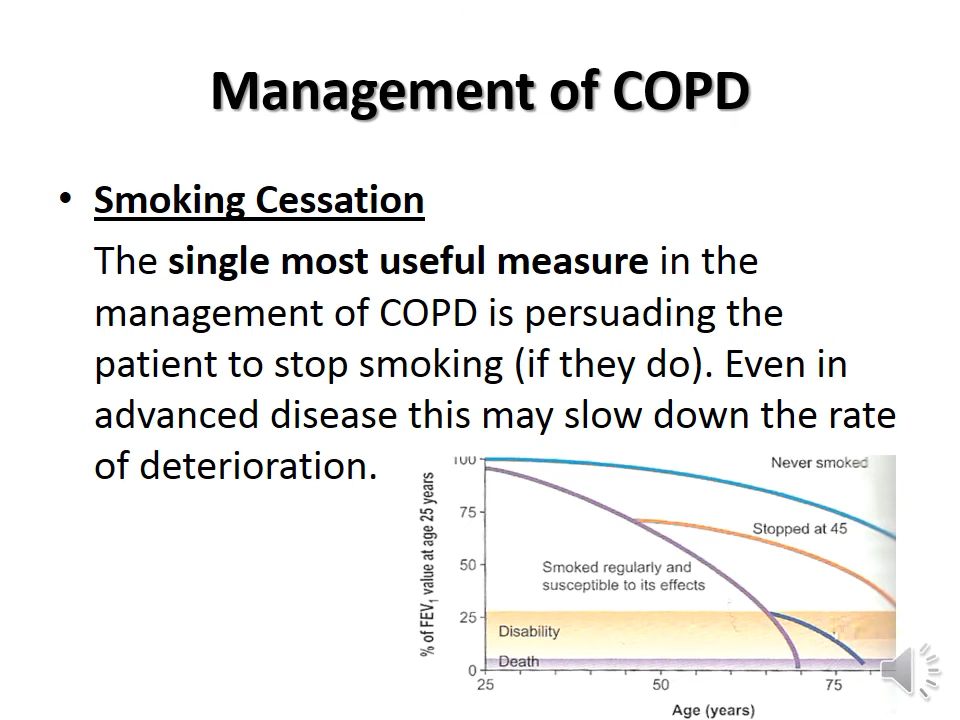 Management of COPD
• Smoking Cessation
The single most useful measure in the
management of COPD is persuading the
patient to stop smoking (if they do). Even in
advanced disease this may slow down the rate
of deterioration.
% of FEV₁ value at age 25 years
100
75
50
25
0
Never smoked
Stopped at 45
Smoked regularly and
susceptible to its effects
Disability
Death
25
50
75
Age (years)